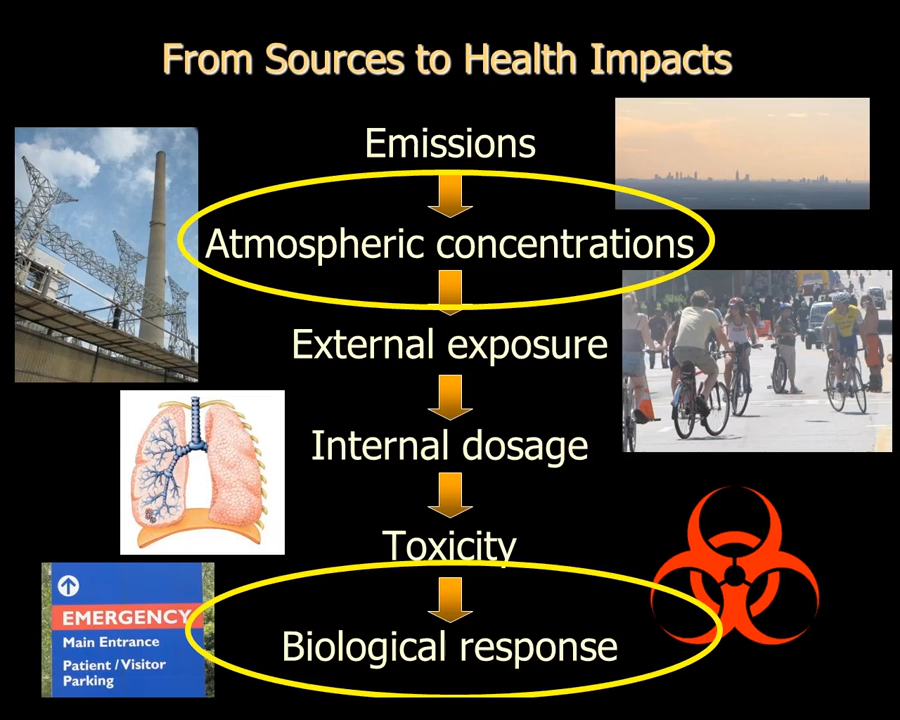 From Sources to Health Impacts
Emissions
Atmospheric concentrations
External exposure
Internal dosage
Toxicity
Biological response
EMERGENCY
Main Entrance
Patient / Visitor
Parking